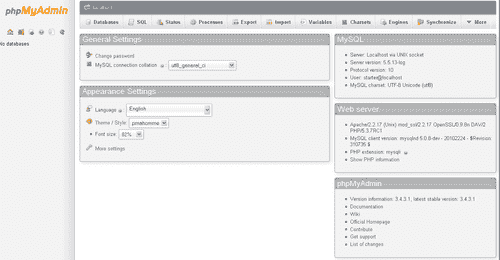 phpMyAdmin
No databases
Databases SQL Status Processes Export Import Variables Charsets Engines Synchronize More
General Settings
Change password
MySQL connection collation : utf8_general_ci
Appearance Settings
Language : English
Theme / Style: pmahomme
Font size: 82%
More settings
MySQL
Server: Localhost via UNIX socket
Server version: 5.5.13-log
Protocol version: 10
User: starter@localhost
MySQL charset: UTF-8 Unicode (utf8)
Web server
Apache/2.2.17 (Unix) mod_ssl/2.2.17 OpenSSL/0.9.8n DAV/2
PHP/5.3.7RC1
MySQL client version: mysqlnd 5.0.8-dev - 20102224 - $Revision:
310735 $
PHP extension: mysqli
Show PHP information
phpMyAdmin
Version information: 3.4.3.1, latest stable version: 3.4.3.1
Documentation
Wiki
Official Homepage
Contribute
Get support
List of changes